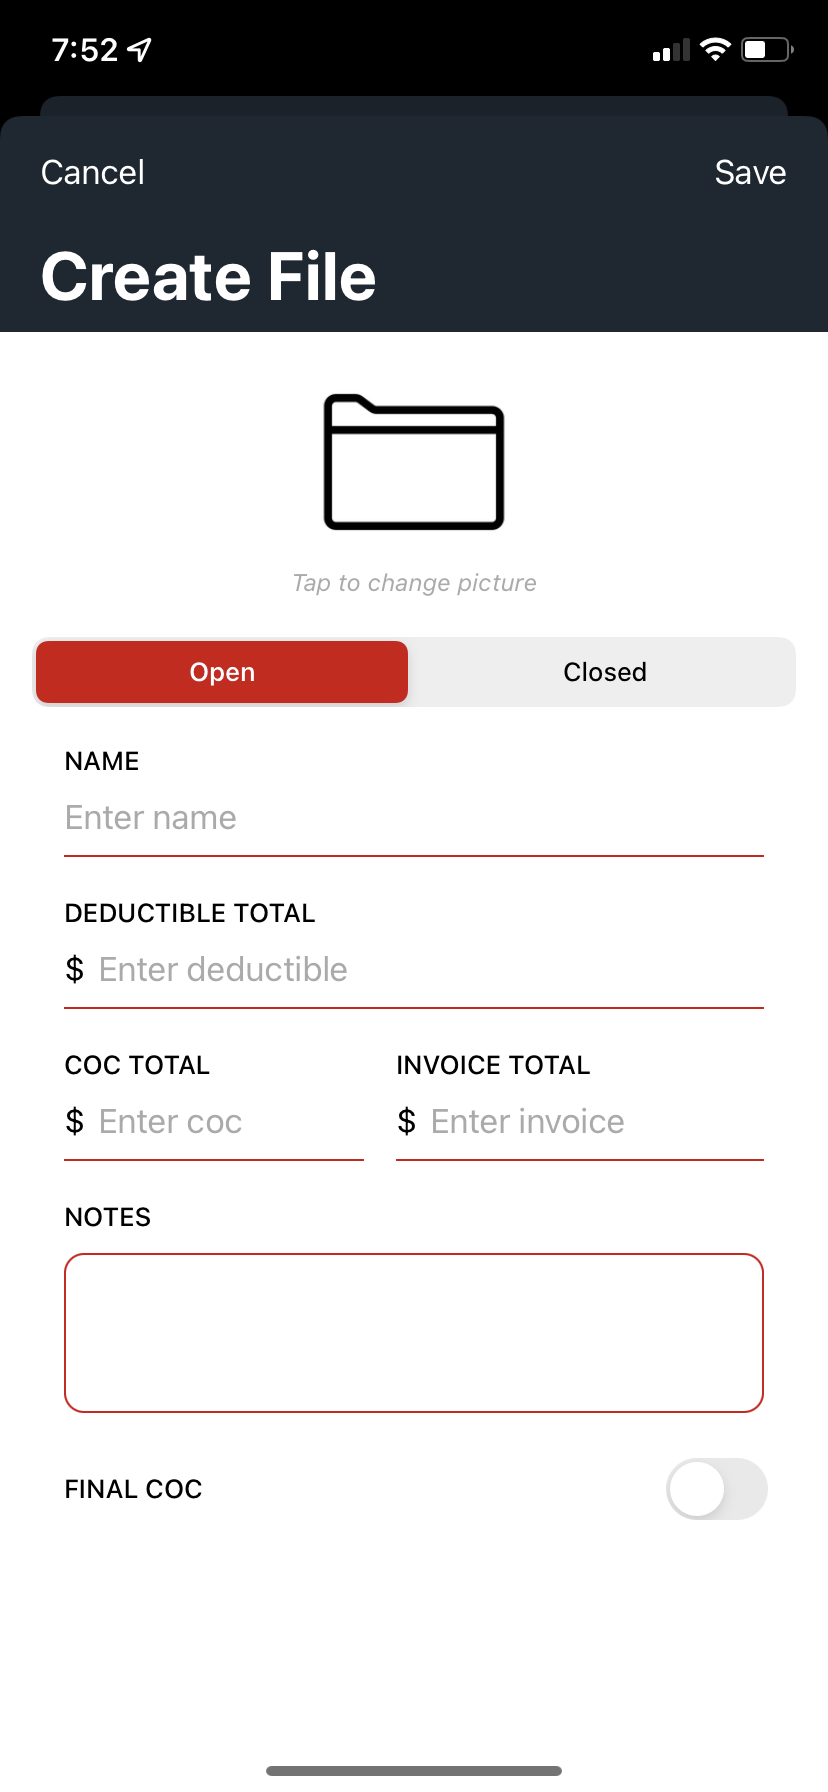 7:52
Cancel Save
Create File
Tap to change picture
Open Closed
NAME
Enter name
DEDUCTIBLE TOTAL
$ Enter deductible
COC TOTAL INVOICE TOTAL
$ Enter coc $ Enter invoice
NOTES
FINAL COC